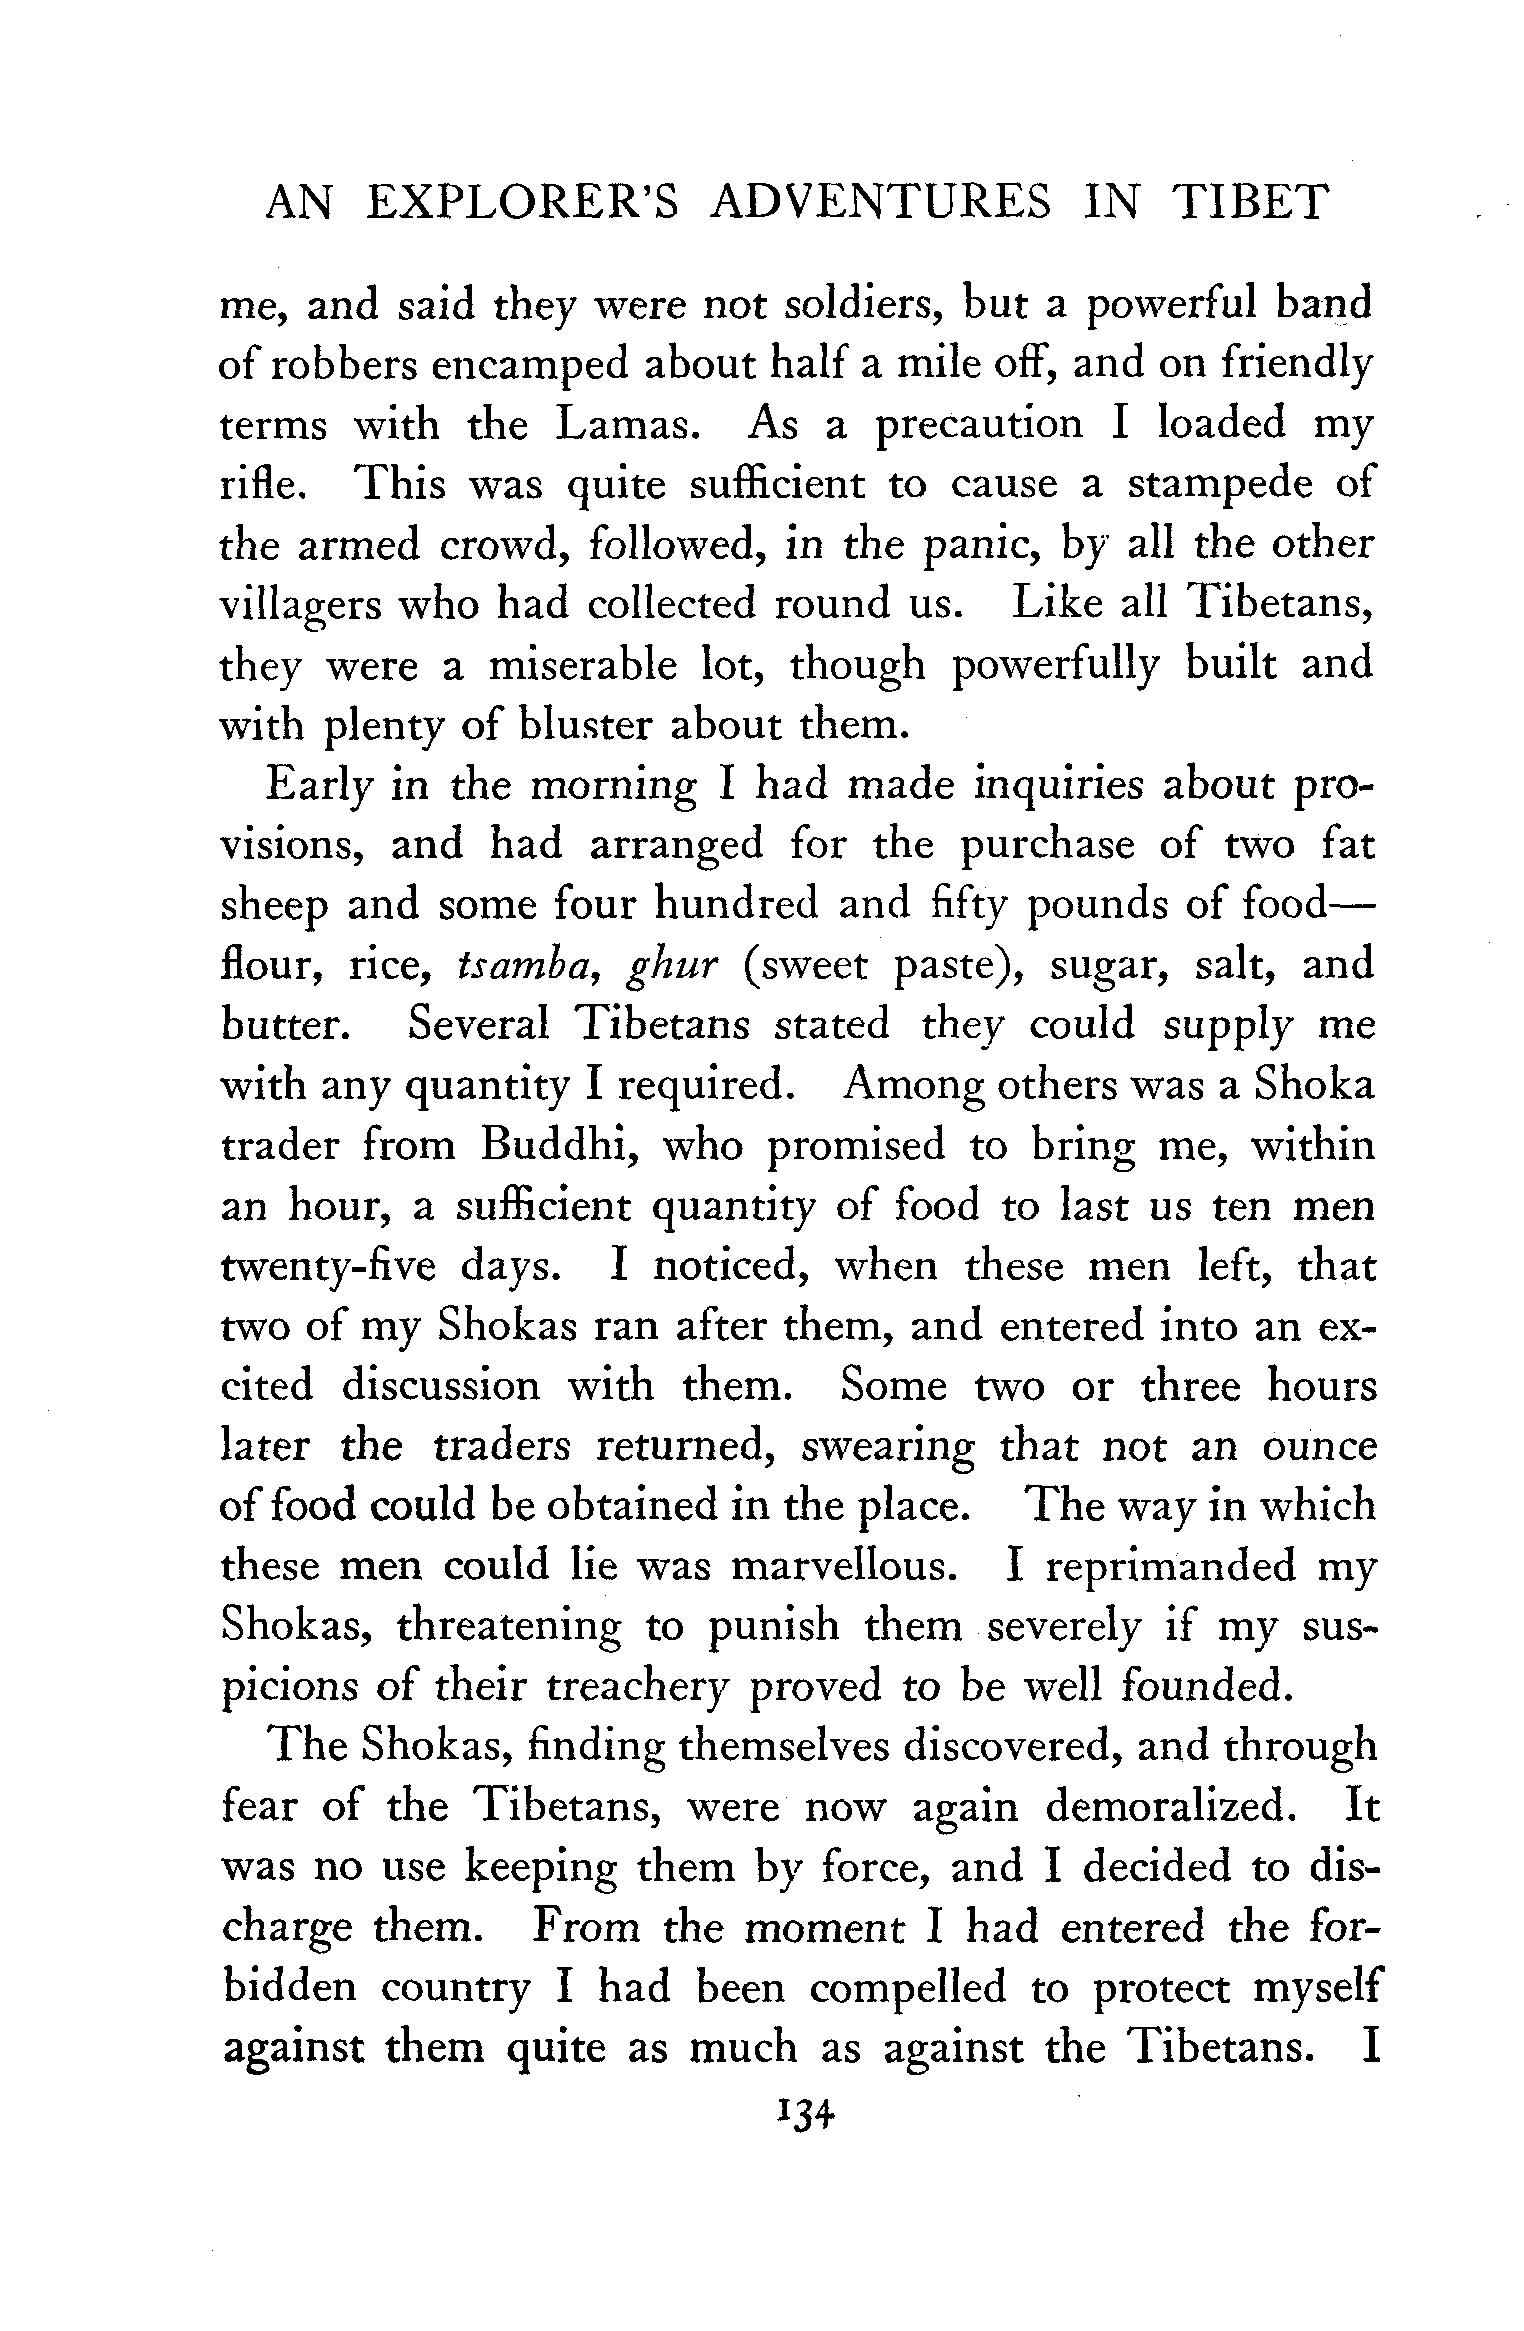 AN EXPLORER'S ADVENTURES IN TIBET
me, and said they were not soldiers, but a powerful band
of robbers encamped about half a mile off, and on friendly
terms with the Lamas. As a precaution I loaded my
rifle. This was quite sufficient to cause a stampede of
the armed crowd, followed, in the panic, by all the other
villagers who had collected round us. Like all Tibetans,
they were a miserable lot, though powerfully built and
with plenty of bluster about them.
Early in the morning I had made inquiries about pro-
visions, and had arranged for the purchase of two fat
sheep and some four hundred and fifty pounds of food—
flour, rice, tsamba, ghur (sweet paste), sugar, salt, and
butter. Several Tibetans stated they could supply me
with any quantity I required. Among others was a Shoka
trader from Buddhi, who promised to bring me, within
an hour, a sufficient quantity of food to last us ten men
twenty-five days. I noticed, when these men left, that
two of my Shokas ran after them, and entered into an ex-
cited discussion with them. Some two or three hours
later the traders returned, swearing that not an ounce
of food could be obtained in the place. The way in which
these men could lie was marvellous. I reprimanded my
Shokas, threatening to punish them severely if my sus-
picions of their treachery proved to be well founded.
The Shokas, finding themselves discovered, and through
fear of the Tibetans, were now again demoralized. It
was no use keeping them by force, and I decided to dis-
charge them. From the moment I had entered the for-
bidden country I had been compelled to protect myself
against them quite as much as against the Tibetans. I
134